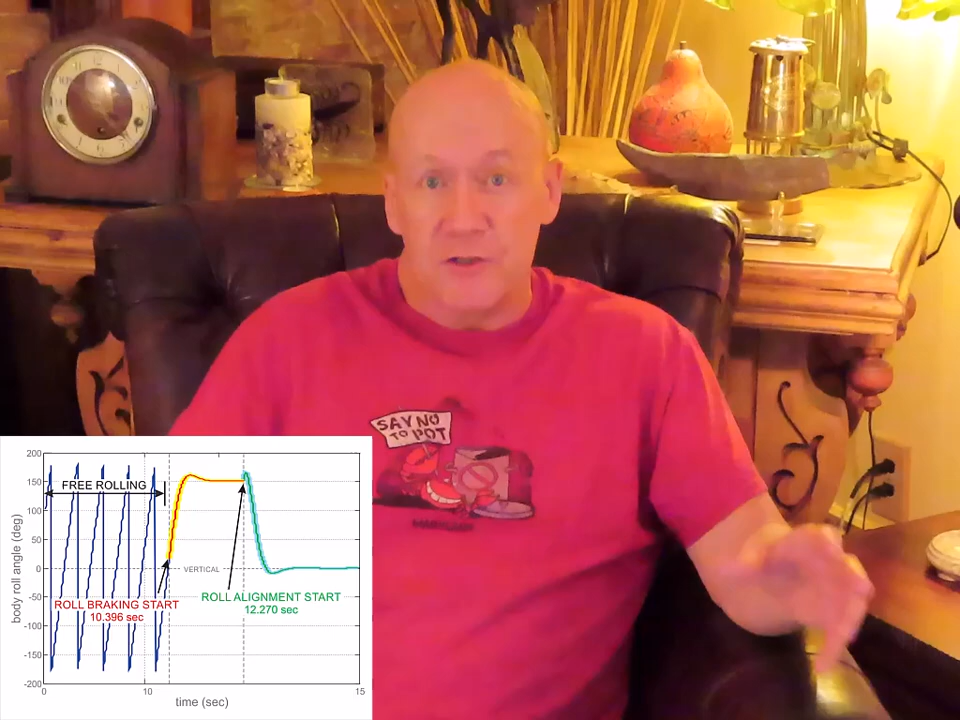 SAY NO
TO POT
200
150
100
50
0
-50
-100
-150
-200
body roll angle (deg)
FREE ROLLING
VERTICAL
ROLL BRAKING START
10.396 sec
ROLL ALIGNMENT START
12.270 sec
0
10
15
time (sec)